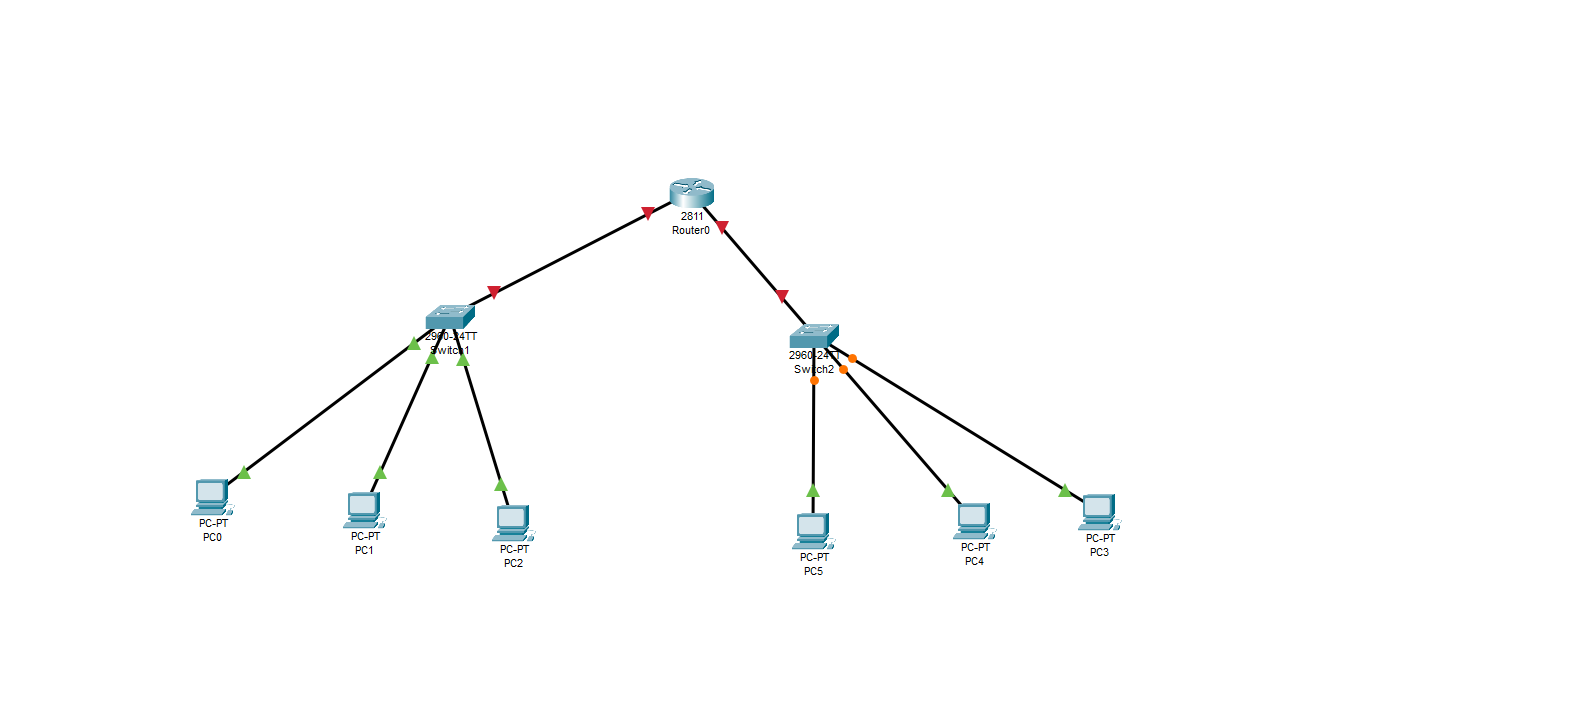 2811
Router0
2960-24TT
Switch1
2960-24TT
Switch2
PC-PT
PC0
PC-PT
PC1
PC-PT
PC2
PC-PT
PC5
PC-PT
PC4
PC-PT
PC3